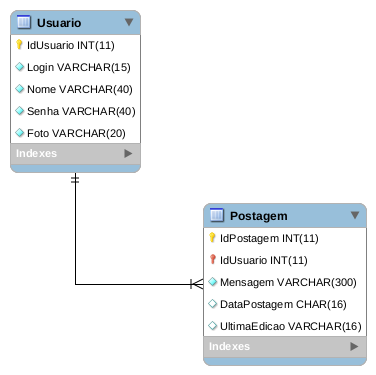 Usuario
IdUsuario INT(11)
Login VARCHAR(15)
Nome VARCHAR(40)
Senha VARCHAR(40)
Foto VARCHAR(20)
Indexes
Postagem
IdPostagem INT(11)
IdUsuario INT(11)
Mensagem VARCHAR(300)
DataPostagem CHAR(16)
UltimaEdicao VARCHAR(16)
Indexes